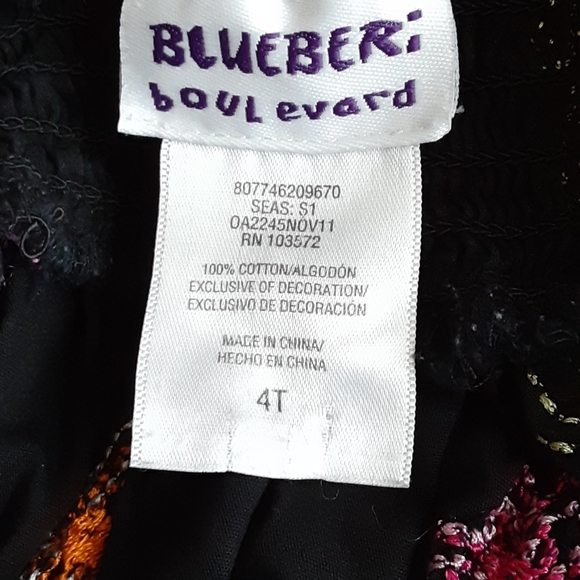 BLUEBERi
boulevard
807746209670
SEAS: S1
OA2245NOV11
RN 103572
100% COTTON/ALGODÓN
EXCLUSIVE OF DECORATION/
EXCLUSIVO DE DECORACIÓN
MADE IN CHINA/
HECHO EN CHINA
4T